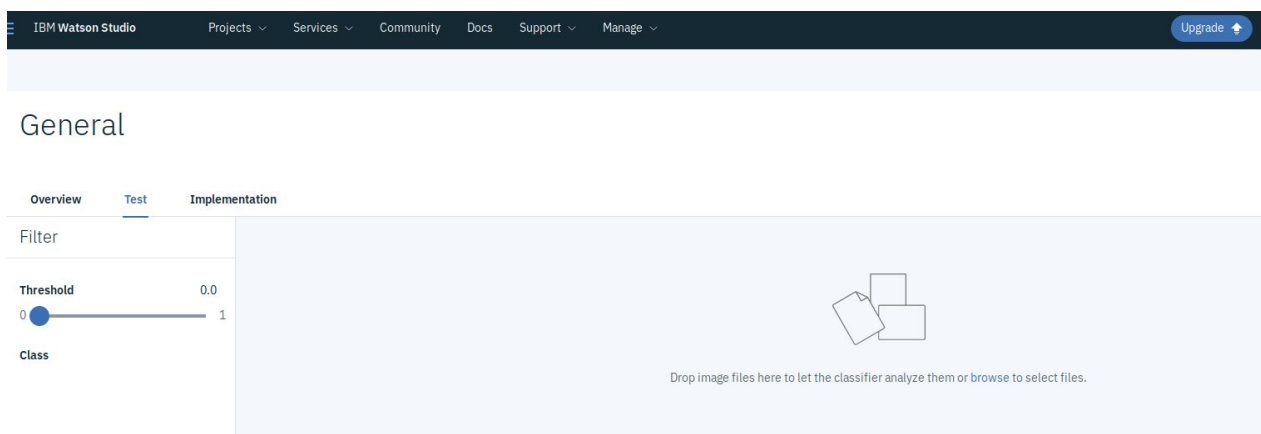 IBM Watson Studio Projects Services Community Docs Support Manage Upgrade
General
Overview Test Implementation
Filter
Threshold 0.0
0 1
Class
Drop image files here to let the classifier analyze them or browse to select files.